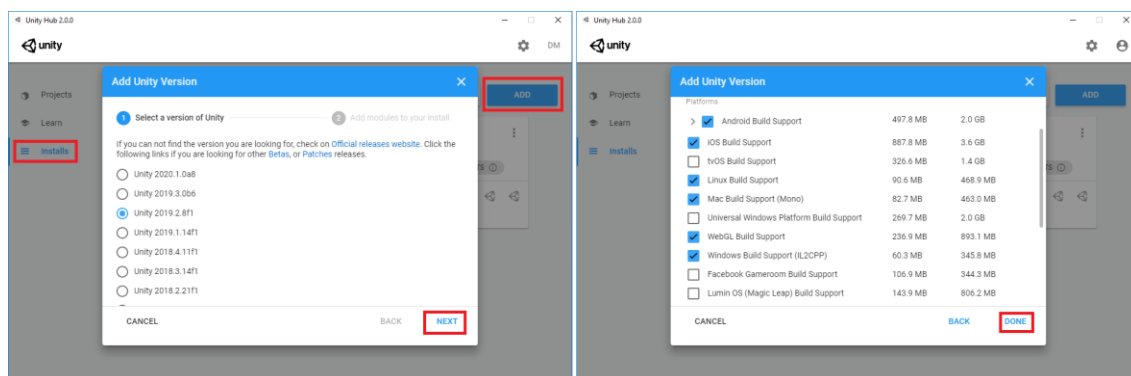 Unity Hub 2.0.0
unity
DM
Projects
Learn
Installs
ADD
Add Unity Version
1 Select a version of Unity
2 Add modules to your install
If you can not find the version you are looking for, check on Official releases website. Click the
following links if you are looking for other Betas, or Patches releases.
Unity 2020.1.0a8
Unity 2019.3.0b6
Unity 2019.2.8f1
Unity 2019.1.14f1
Unity 2018.4.11f1
Unity 2018.3.14f1
Unity 2018.2.21f1
CANCEL
BACK
NEXT
Unity Hub 2.0.0
unity
Projects
Learn
Installs
ADD
Add Unity Version
Platforms
Android Build Support 497.8 MB 2.0 GB
iOS Build Support 887.8 MB 3.6 GB
tvOS Build Support 326.6 MB 1.4 GB
Linux Build Support 90.6 MB 468.9 MB
Mac Build Support (Mono) 82.7 MB 463.0 MB
Universal Windows Platform Build Support 269.7 MB 2.0 GB
WebGL Build Support 236.9 MB 893.1 MB
Windows Build Support (IL2CPP) 60.3 MB 345.8 MB
Facebook Gameroom Build Support 106.9 MB 344.3 MB
Lumin OS (Magic Leap) Build Support 143.9 MB 806.2 MB
CANCEL
BACK
DONE